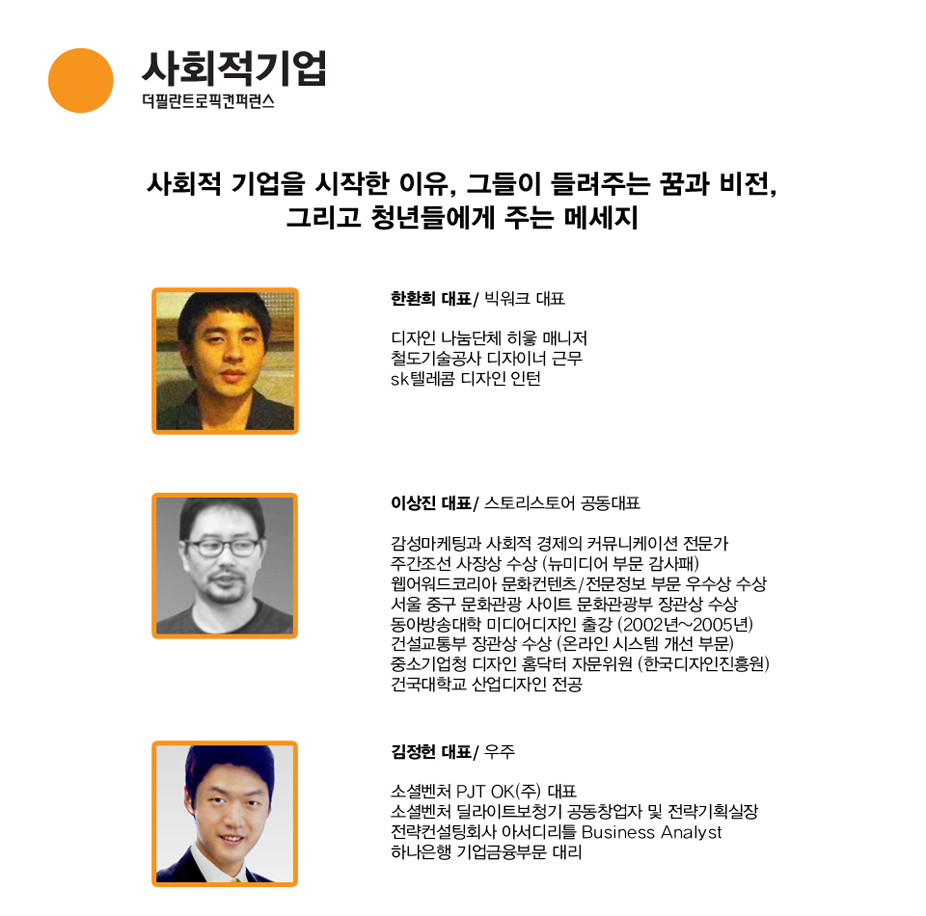 사회적기업
더필란트로픽컨퍼런스
사회적 기업을 시작한 이유, 그들이 들려주는 꿈과 비전,
그리고 청년들에게 주는 메세지
한환희 대표/ 빅워크 대표
디자인 나눔단체 히읗 매니저
철도기술공사 디자이너 근무
sk텔레콤 디자인 인턴
이상진 대표/ 스토리스토어 공동대표
감성마케팅과 사회적 경제의 커뮤니케이션 전문가
주간조선 사장상 수상 (뉴미디어 부문 감사패)
웹어워드코리아 문화컨텐츠/전문정보 부문 우수상 수상
서울 중구 문화관광 사이트 문화관광부 장관상 수상
동아방송대학 미디어디자인 출강 (2002년~2005년)
건설교통부 장관상 수상 (온라인 시스템 개선 부문)
중소기업청 디자인 홈닥터 자문위원 (한국디자인진흥원)
건국대학교 산업디자인 전공
김정헌 대표/ 우주
소셜벤처 PJT OK(주) 대표
소셜벤처 딜라이트보청기 공동창업자 및 전략기획실장
전략컨설팅회사 아서디리틀 Business Analyst
하나은행 기업금융부문 대리